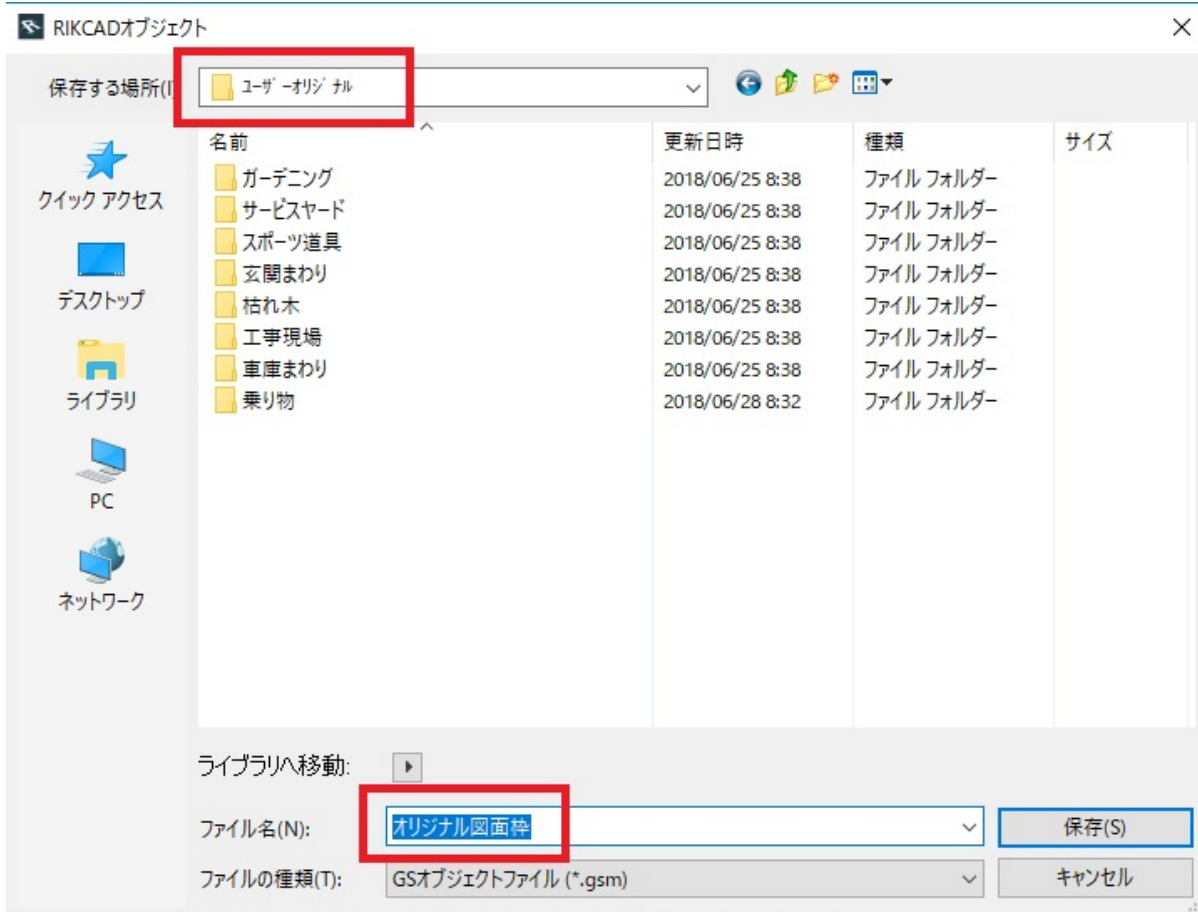 RIKCADオブジェクト
保存する場所(I
ﾕｰｻﾞｰｵﾘｼﾞﾅﾙ
名前 更新日時 種類 サイズ
ガーデニング 2018/06/25 8:38 ファイル フォルダー
サービスヤード 2018/06/25 8:38 ファイル フォルダー
スポーツ道具 2018/06/25 8:38 ファイル フォルダー
玄関まわり 2018/06/25 8:38 ファイル フォルダー
枯れ木 2018/06/25 8:38 ファイル フォルダー
工事現場 2018/06/25 8:38 ファイル フォルダー
車庫まわり 2018/06/25 8:38 ファイル フォルダー
乗り物 2018/06/28 8:32 ファイル フォルダー
クイック アクセス
デスクトップ
ライブラリ
PC
ネットワーク
ライブラリへ移動:
ファイル名(N): オリジナル図面枠 保存(S)
ファイルの種類(T): GSオブジェクトファイル (*.gsm) キャンセル